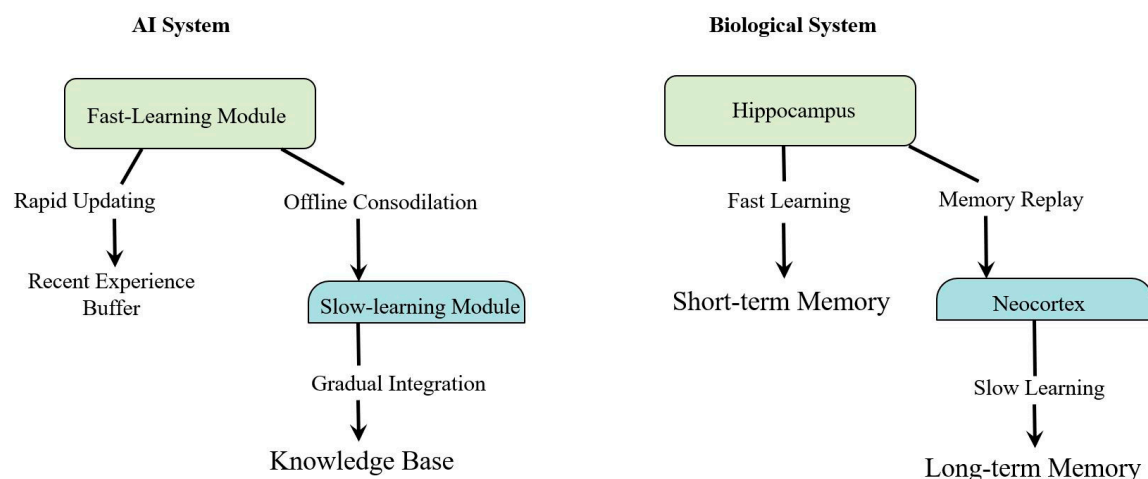 AI System
Fast-Learning Module
Rapid Updating
Offline Consodilation
Recent Experience
Buffer
Slow-learning Module
Gradual Integration
Knowledge Base
Biological System
Hippocampus
Fast Learning
Memory Replay
Short-term Memory
Neocortex
Slow Learning
Long-term Memory